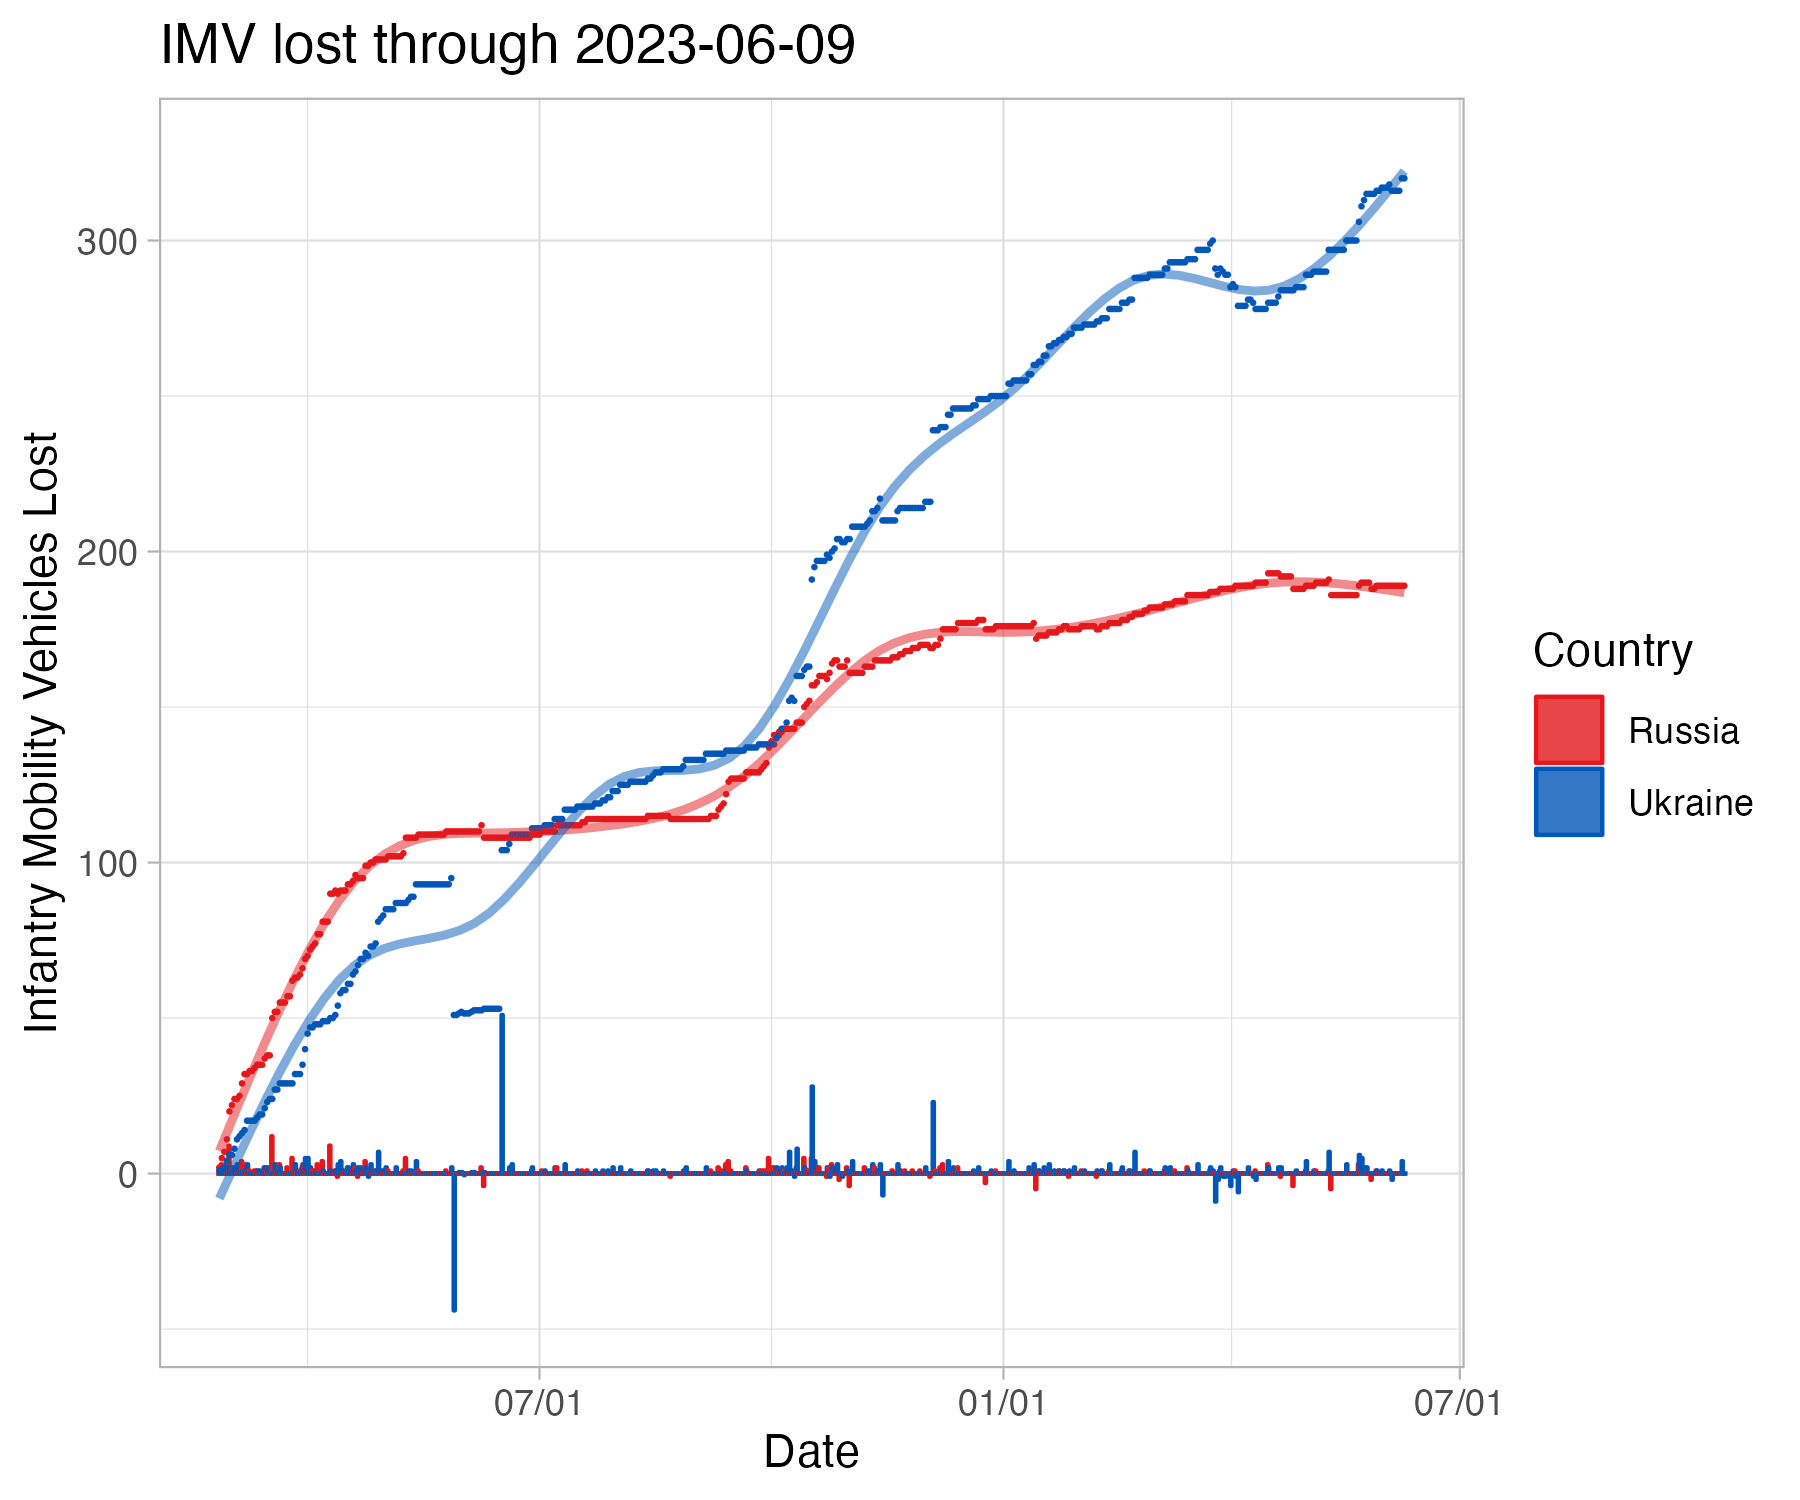 IMV lost through 2023-06-09
Infantry Mobility Vehicles Lost
300
200
100
0
07/01
01/01
07/01
Date
Country
Russia
Ukraine